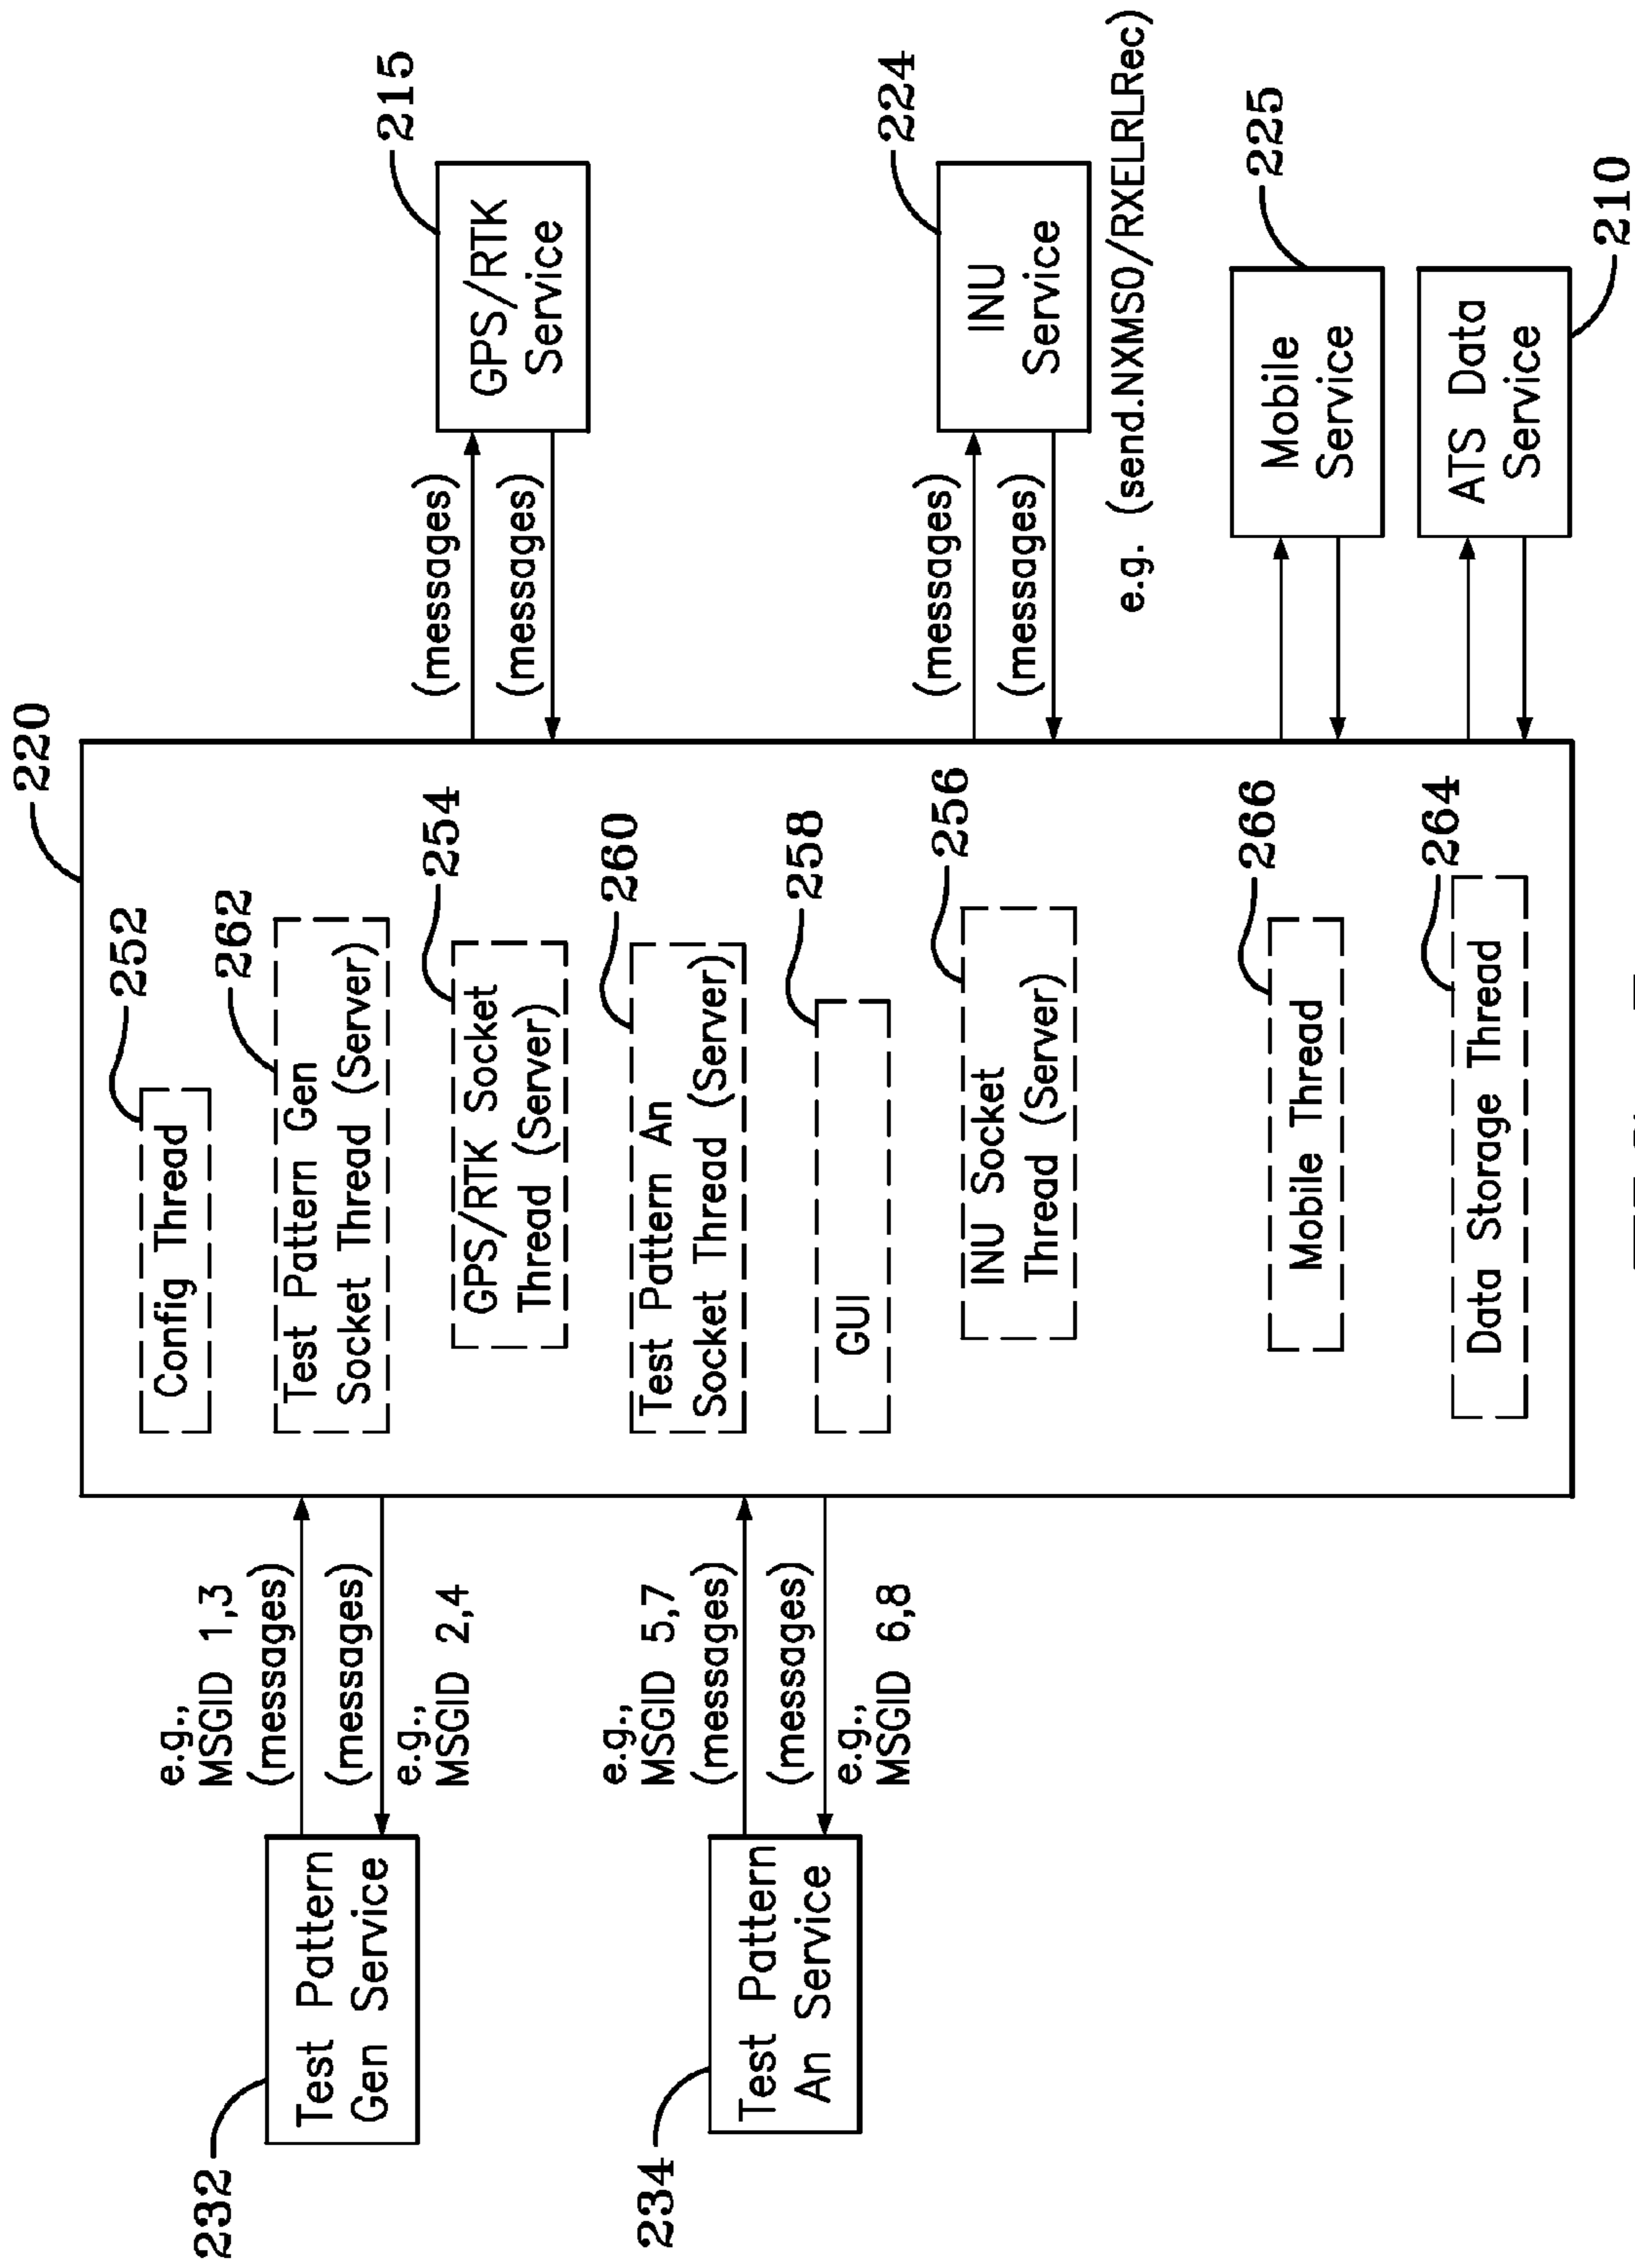 220
232
Test Pattern
Gen Service
e.g.,
MSGID 1,3
(messages)
(messages)
e.g.,
MSGID 2,4
234
Test Pattern
An Service
e.g.,
MSGID 5,7
(messages)
(messages)
e.g.,
MSGID 6,8
252
Config Thread
262
Test Pattern Gen
Socket Thread (Server)
254
GPS/RTK Socket
Thread (Server)
260
Test Pattern An
Socket Thread (Server)
258
GUI
256
INU Socket
Thread (Server)
266
Mobile Thread
264
Data Storage Thread
215
GPS/RTK
Service
(messages)
(messages)
224
INU
Service
(messages)
(messages)
e.g. (send.NXMS0/RXELRLRec)
225
Mobile
Service
ATS Data
Service
210